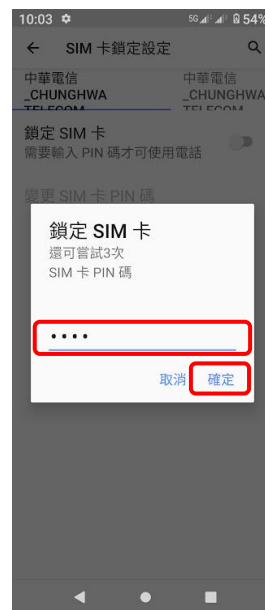 10:03 5G 54%
SIM 卡鎖定設定
中華電信 中華電信
_CHUNGHWA _CHUNGHWA
TELECOM TELECOM
鎖定 SIM 卡
需要輸入 PIN 碼才可使用
電話
變更 SIM 卡 PIN 碼
鎖定 SIM 卡
還可嘗試3次
SIM 卡 PIN 碼
••••
取消 確定